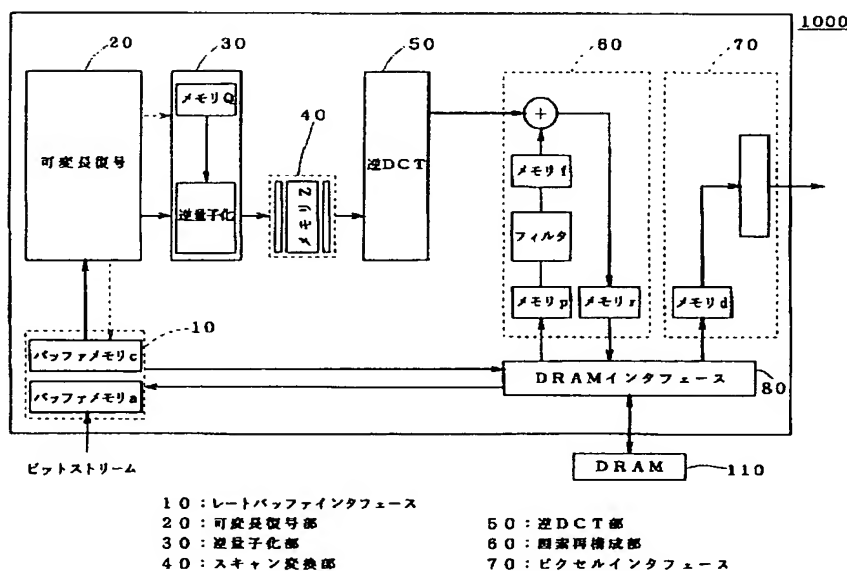 1000
20
30
50
60
70
メモリQ
40
可変長復号
逆量子化
メモリZ
逆DCT
+
メモリf
フィルタ
メモリp
メモリr
メモリd
10
バッファメモリc
バッファメモリa
DRAMインタフェース
80
ビットストリーム
DRAM
110
10:レートバッファインタフェース
20:可変長復号部
30:逆量子化部
40:スキャン変換部
50:逆DCT部
60:画素再構成部
70:ピクセルインタフェース